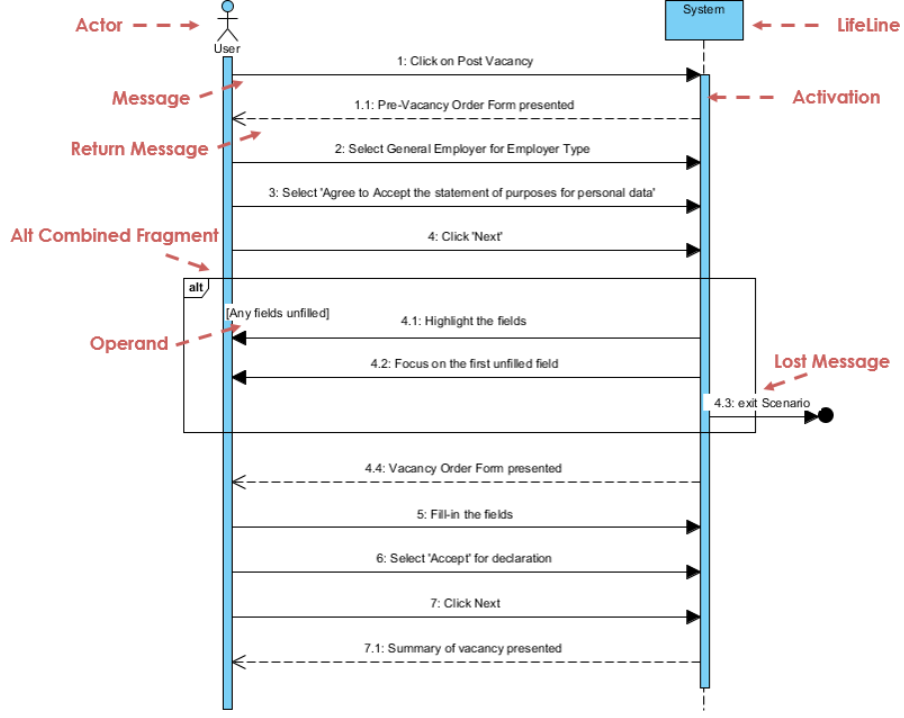 System
Actor
LifeLine
User
1: Click on Post Vacancy
Message
Activation
1.1: Pre-Vacancy Order Form presented
Return Message
2: Select General Employer for Employer Type
3: Select 'Agree to Accept the statement of purposes for personal data'
Alt Combined Fragment
4: Click 'Next'
alt
[Any fields unfilled]
4.1: Highlight the fields
Operand
4.2: Focus on the first unfilled field
Lost Message
4.3: exit Scenario
4.4: Vacancy Order Form presented
5: Fill-in the fields
6: Select 'Accept' for declaration
7: Click Next
7.1: Summary of vacancy presented